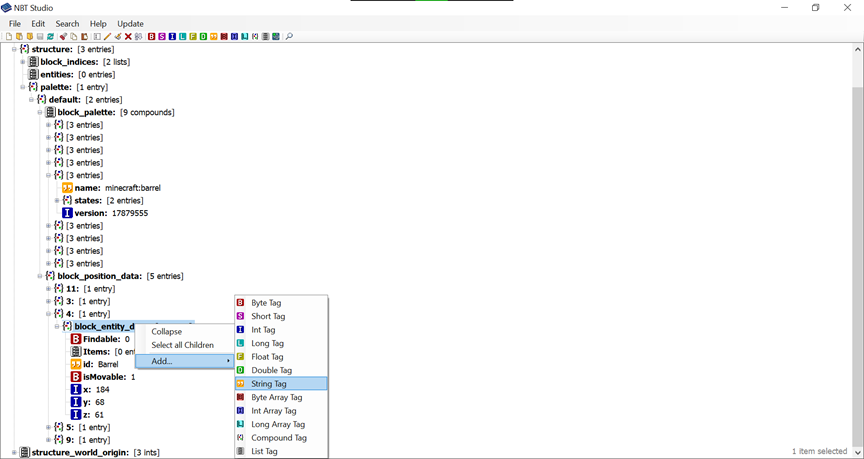 NBT Studio
File Edit Search Help Update
structure: [3 entries]
block_indices: [2 lists]
entities: [0 entries]
palette: [1 entry]
default: [2 entries]
block_palette: [9 compounds]
[3 entries]
[3 entries]
[3 entries]
[3 entries]
[3 entries]
name: minecraft:barrel
states: [2 entries]
version: 17879555
[3 entries]
[3 entries]
[3 entries]
[3 entries]
block_position_data: [5 entries]
11: [1 entry]
3: [1 entry]
4: [1 entry]
block_entity_d
Findable: 0
Items: [0 ent
id: Barrel
isMovable: 1
x: 184
y: 68
z: 61
5: [1 entry]
9: [1 entry]
structure_world_origin: [3 ints]
Collapse
Select all Children
Add...
B Byte Tag
S Short Tag
I Int Tag
L Long Tag
F Float Tag
D Double Tag
String Tag
Byte Array Tag
Int Array Tag
Long Array Tag
Compound Tag
List Tag
1 item selected